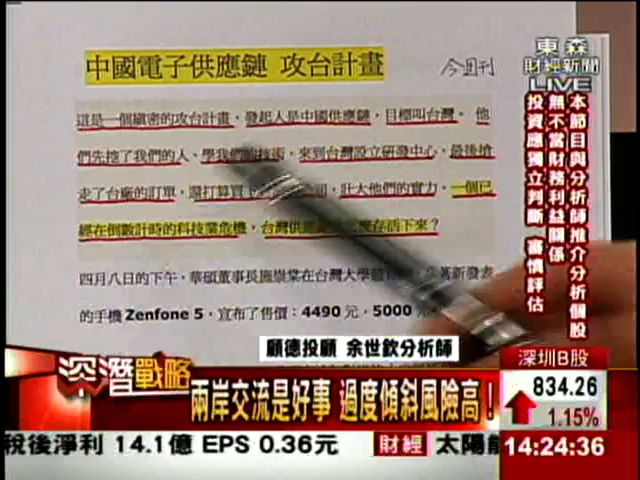 中國電子供應鏈 攻台計畫
今週刊
這是一個縝密的攻台計畫，發起人是中國供應鏈，目標叫台灣。他
們先挖了我們的人，學我們的技術，來到台灣設立研發中心，最後搶
走了台廠的訂單，還打算買 司，壯大他們的實力，一個已
經在倒數計時的科技業危機，台灣供應 存活下來？
四月八日的下午，華碩董事長施崇棠在台灣大學 新發表
的手機 Zenfone 5，宣布了售價：4490 元，5000
東森
財經新聞
LIVE
本節目與分析師推介分析個股
無不當財務利益關係
投資應獨立判斷 審慎評估
顧德投顧 余世欽分析師
深潛戰略
兩岸交流是好事 過度傾斜風險高！
深圳B股
834.26
1.15%
稅後淨利 14.1億 EPS 0.36元
財經
太陽能
14:24:36